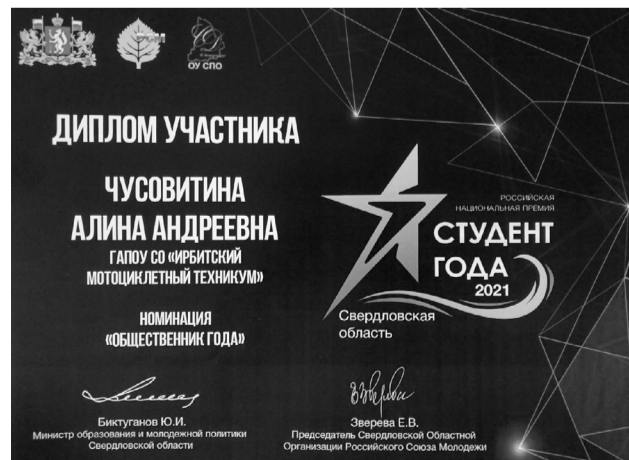 ОУ СПО
ДИПЛОМ УЧАСТНИКА
ЧУСОВИТИНА
АЛИНА АНДРЕЕВНА
ГАПОУ СО «ИРБИТСКИЙ
МОТОЦИКЛЕТНЫЙ ТЕХНИКУМ»
НОМИНАЦИЯ
«ОБЩЕСТВЕННИК ГОДА»
РОССИЙСКАЯ
НАЦИОНАЛЬНАЯ ПРЕМИЯ
СТУДЕНТ
ГОДА
2021
Свердловская
область
Биктуганов Ю.И.
Министр образования и молодежной политики
Свердловской области
Зверева Е.В.
Председатель Свердловской Областной
Организации Российского Союза Молодежи